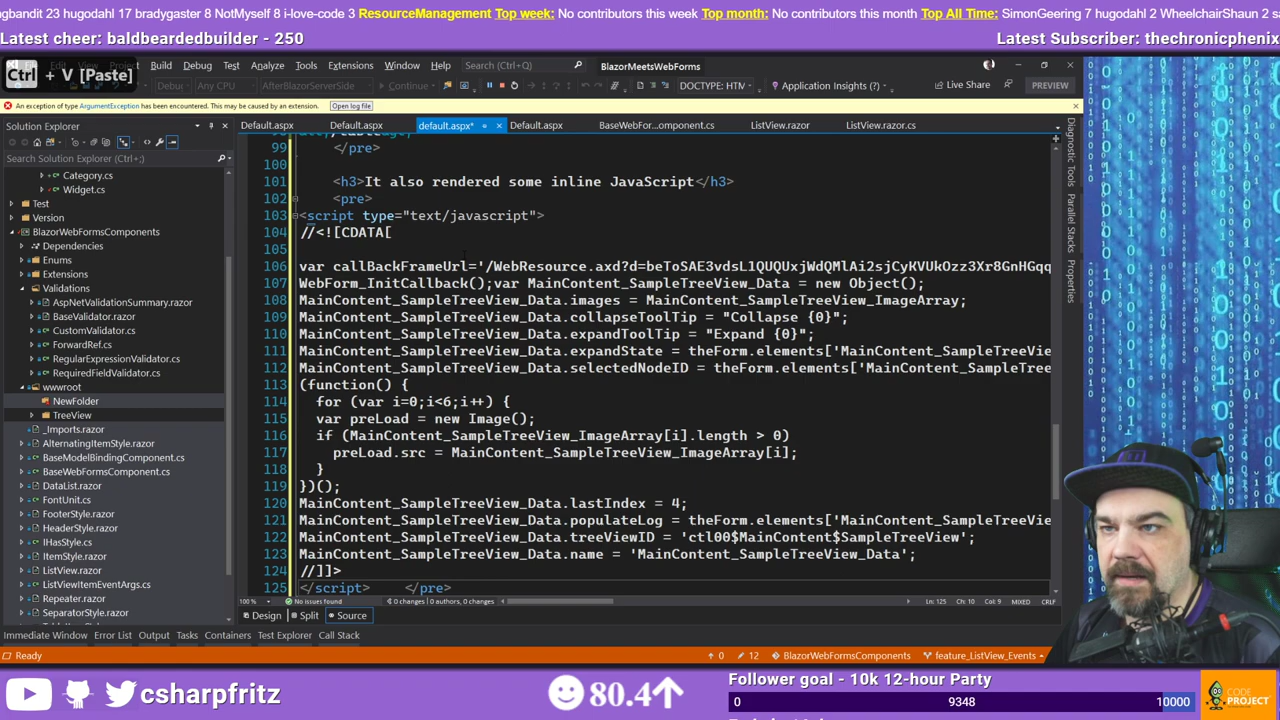 ngbandit 23 hugodahl 17 bradygaster 8 NotMyself 8 i-love-code 3 ResourceManagement Top week: No contributors this week Top month: No contributors this month Top All Time: SimonGeering 7 hugodahl 2 WheelchairShaun 2
Latest cheer: baldbeardedbuilder - 250
Latest Subscriber: thechronicphenix
Ctrl + V [Paste]
Project Build Debug Test Analyze Tools Extensions Window Help Search (Ctrl+;) BlazorMeetsWebForms
Debug Any CPU AfterBlazorServerSide Continue DOCTYPE: HTM Application Insights Live Share PREVIEW
An exception of type ArgumentException has been encountered. This may be caused by an extension. Open log file
Solution Explorer
Search Solution Explorer (Ctrl+;)
Category.cs
Widget.cs
Test
Version
BlazorWebFormsComponents
Dependencies
Enums
Extensions
Validations
AspNetValidationSummary.razor
BaseValidator.razor
CustomValidator.cs
ForwardRef.cs
RegularExpressionValidator.cs
RequiredFieldValidator.cs
wwwroot
NewFolder
TreeView
_Imports.razor
AlternatingItemStyle.razor
BaseModelBindingComponent.cs
BaseWebFormsComponent.cs
DataList.razor
FontUnit.cs
FooterStyle.razor
HeaderStyle.razor
IHasStyle.cs
ItemStyle.razor
ListView.razor
ListViewItemEventArgs.cs
Repeater.razor
SeparatorStyle.razor
Default.aspx Default.aspx default.aspx* Default.aspx BaseWebFor...omponent.cs ListView.razor ListView.razor.cs
99 </pre>
100
101 <h3>It also rendered some inline JavaScript</h3>
102 <pre>
103 <script type="text/javascript">
104 //<![CDATA[
105
106 var callBackFrameUrl='/WebResource.axd?d=beToSAE3vdsL1QUQUxjWdQMlAi2sjCyKVUkOzz3Xr8GnHGqq
107 WebForm_InitCallback();var MainContent_SampleTreeView_Data = new Object();
108 MainContent_SampleTreeView_Data.images = MainContent_SampleTreeView_ImageArray;
109 MainContent_SampleTreeView_Data.collapseToolTip = "Collapse {0}";
110 MainContent_SampleTreeView_Data.expandToolTip = "Expand {0}";
111 MainContent_SampleTreeView_Data.expandState = theForm.elements['MainContent_SampleTreeVie
112 MainContent_SampleTreeView_Data.selectedNodeID = theForm.elements['MainContent_SampleTree
113 (function() {
114 for (var i=0;i<6;i++) {
115 var preLoad = new Image();
116 if (MainContent_SampleTreeView_ImageArray[i].length > 0)
117 preLoad.src = MainContent_SampleTreeView_ImageArray[i];
118 }
119 })();
120 MainContent_SampleTreeView_Data.lastIndex = 4;
121 MainContent_SampleTreeView_Data.populateLog = theForm.elements['MainContent_SampleTreeVie
122 MainContent_SampleTreeView_Data.treeViewID = 'ctl00$MainContent$SampleTreeView';
123 MainContent_SampleTreeView_Data.name = 'MainContent_SampleTreeView_Data';
124 //]]>
125 </script> </pre>
Diagnostic Tools
Parallel Stacks
Properties
100 % No issues found 0 changes | 0 authors, 0 changes Ln: 125 Ch: 10 Col: 9 MIXED CRLF
Design Split Source
Immediate Window Error List Output Tasks Containers Test Explorer Call Stack
Ready 0 12 BlazorWebFormsComponents feature_ListView_Events
csharpfritz
80.4
Follower goal - 10k 12-hour Party
0 9348 10000
CODE PROJECT